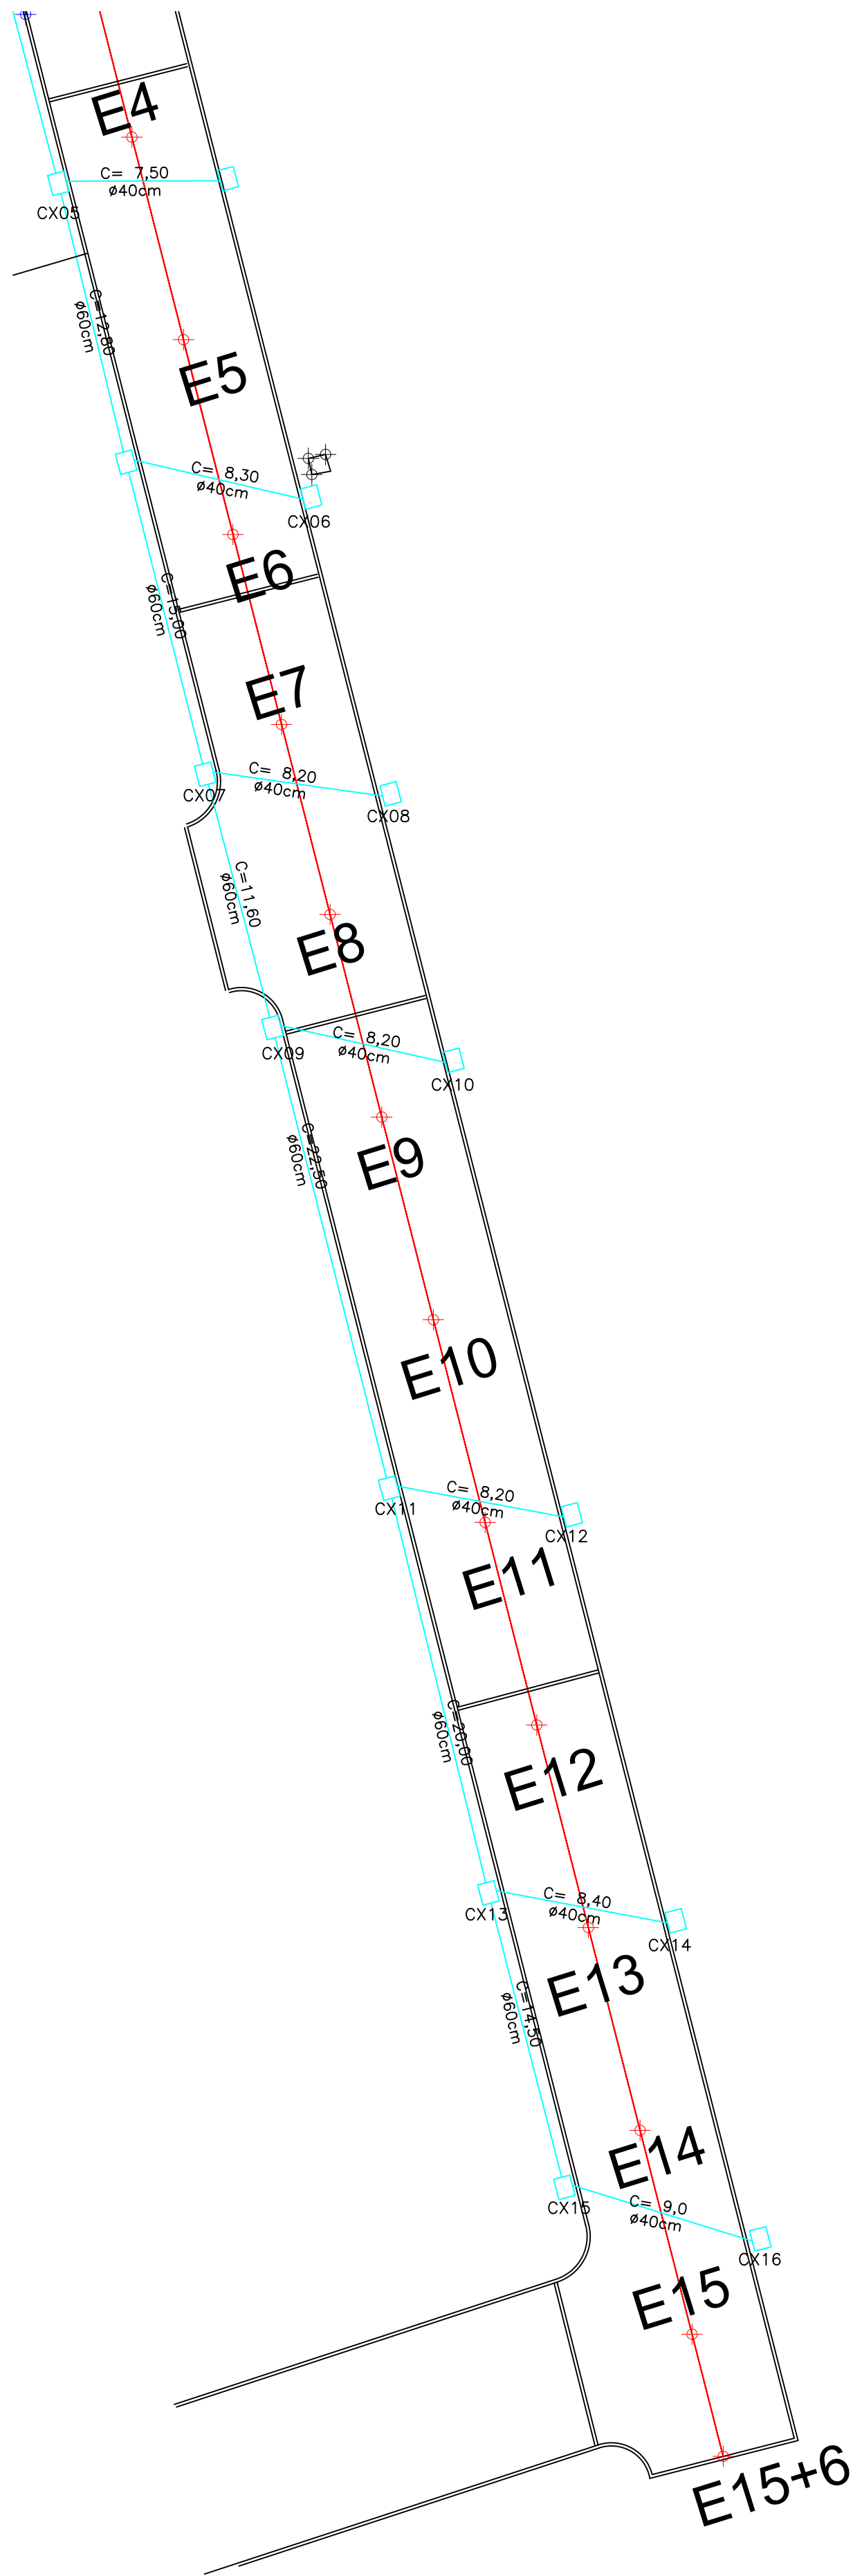 E4
C= 7,50
ø40cm
CX05
C=12,80
ø60cm
E5
C= 8,30
ø40cm
CX06
E6
C=15,00
ø60cm
E7
C= 8,20
ø40cm
CX07
CX08
C=11,60
ø60cm
E8
C= 8,20
ø40cm
CX09
CX10
C=22,50
ø60cm
E9
E10
C= 8,20
ø40cm
CX11
CX12
E11
C=20,00
ø60cm
E12
C= 8,40
ø40cm
CX13
CX14
E13
C=14,50
ø60cm
E14
C= 9,0
ø40cm
CX15
CX16
E15
E15+6